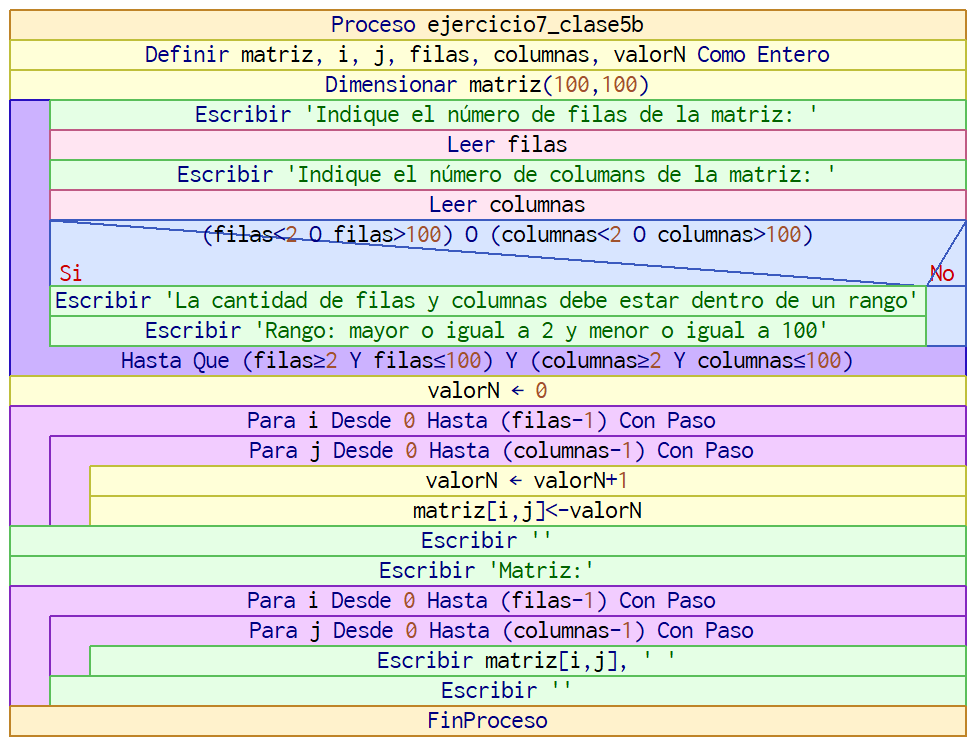 Proceso ejercicio7_clase5b
Definir matriz, i, j, filas, columnas, valorN Como Entero
Dimensionar matriz(100,100)
Escribir 'Indique el número de filas de la matriz: '
Leer filas
Escribir 'Indique el número de columans de la matriz: '
Leer columnas
(filas<2 O filas>100) O (columnas<2 O columnas>100)
Si No
Escribir 'La cantidad de filas y columnas debe estar dentro de un rango'
Escribir 'Rango: mayor o igual a 2 y menor o igual a 100'
Hasta Que (filas≥2 Y filas≤100) Y (columnas≥2 Y columnas≤100)
valorN ← 0
Para i Desde 0 Hasta (filas-1) Con Paso
Para j Desde 0 Hasta (columnas-1) Con Paso
valorN ← valorN+1
matriz[i,j]<-valorN
Escribir ''
Escribir 'Matriz:'
Para i Desde 0 Hasta (filas-1) Con Paso
Para j Desde 0 Hasta (columnas-1) Con Paso
Escribir matriz[i,j], ' '
Escribir ''
FinProceso